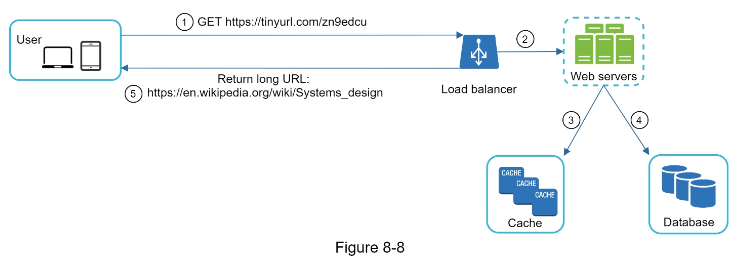 ① GET https://tinyurl.com/zn9edcu
User
②
Web servers
Load balancer
Return long URL:
⑤ https://en.wikipedia.org/wiki/Systems_design
③
④
CACHE
CACHE
CACHE
Cache
Database
Figure 8-8